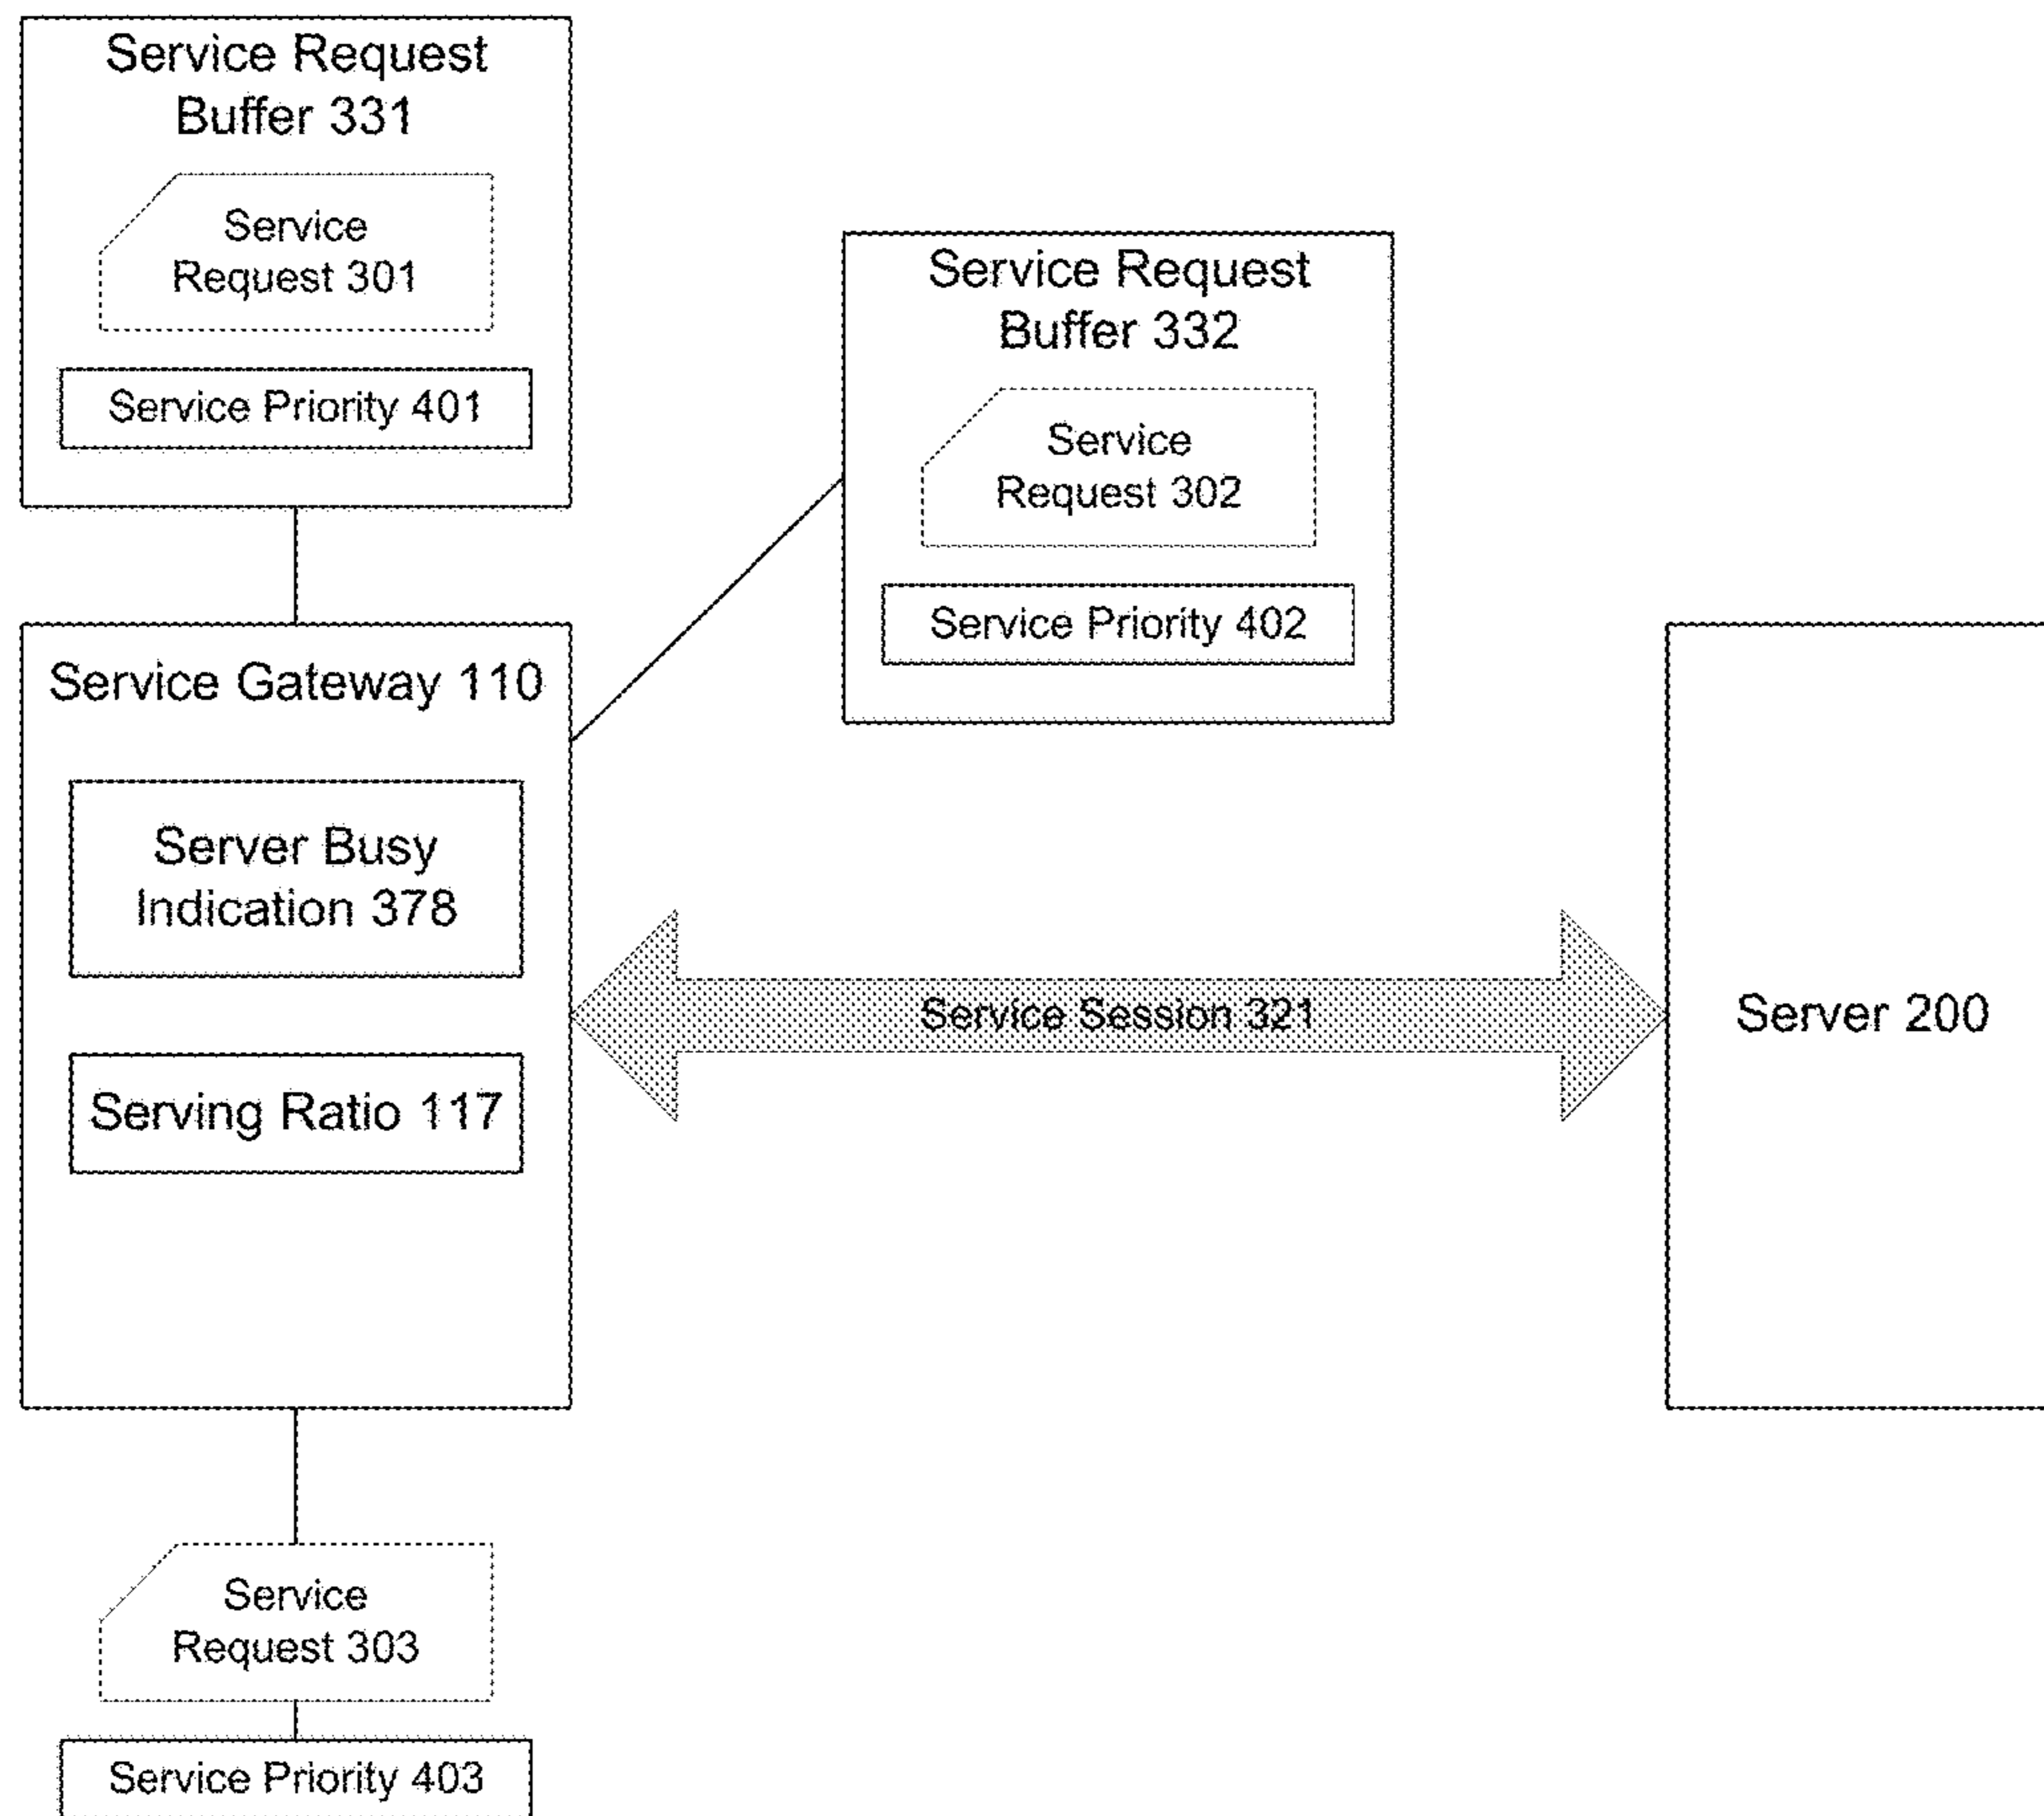 Service Request
Buffer 331
Service
Request 301
Service Priority 401
Service Request
Buffer 332
Service
Request 302
Service Priority 402
Service Gateway 110
Server Busy
Indication 378
Serving Ratio 117
Service Session 321
Server 200
Service
Request 303
Service Priority 403